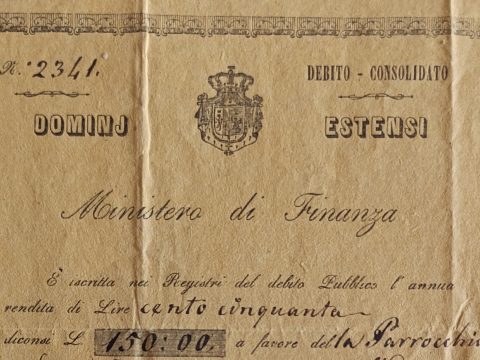 N.° 2341.
DEBITO - CONSOLIDATO
DOMINJ ESTENSI
Ministero di Finanza
È iscritta nei Registri del debito Pubblico l'annua
rendita di Lire cento cinquanta
diconsi L. 150:00. a favore della Parrocchia